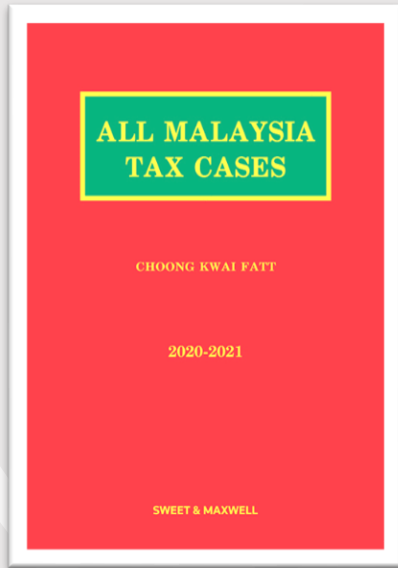 ALL MALAYSIA
TAX CASES
CHOONG KWAI FATT
2020-2021
SWEET & MAXWELL